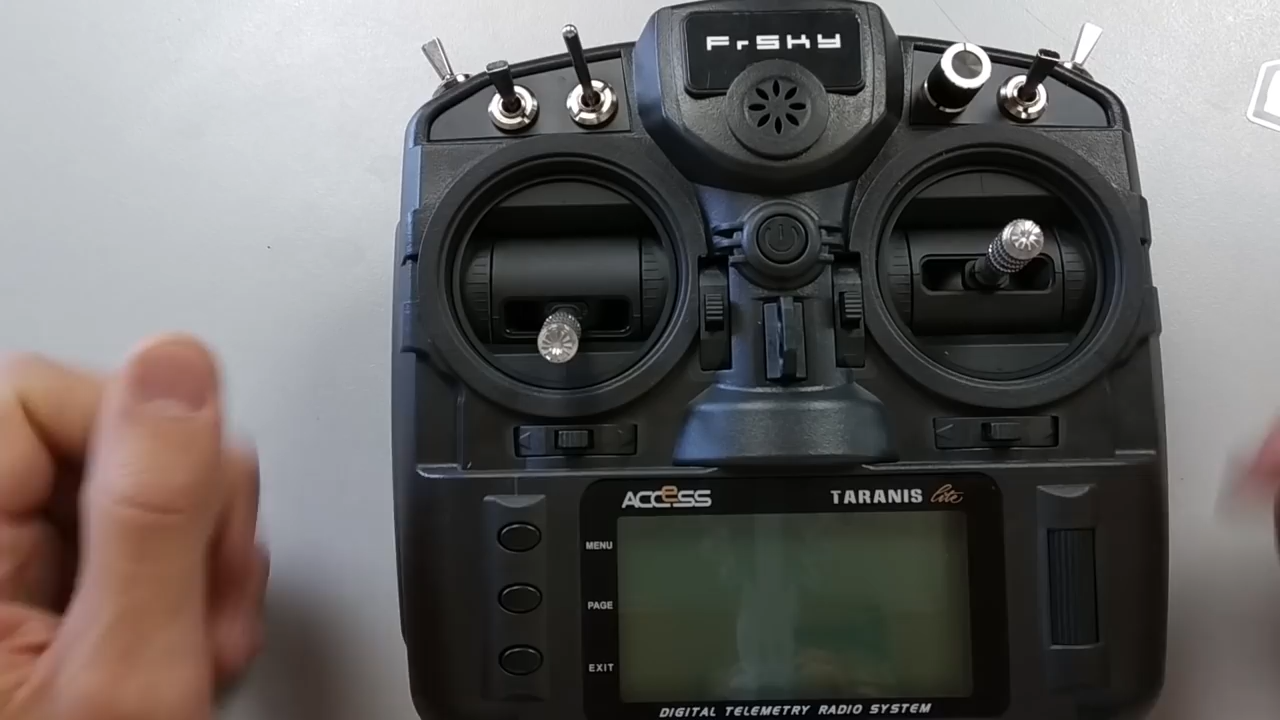 FrSKY
ACCESS
TARANIS lite
MENU
PAGE
EXIT
DIGITAL TELEMETRY RADIO SYSTEM